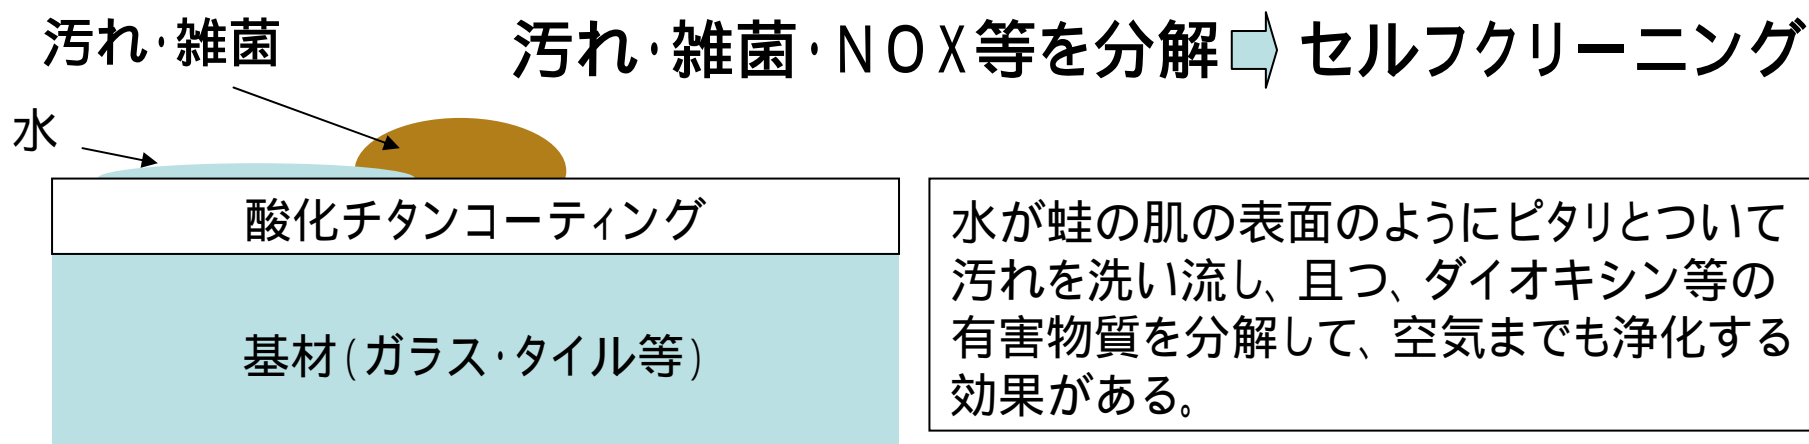 汚れ・雑菌
汚れ・雑菌・NOX等を分解⇨セルフクリーニング
水
酸化チタンコーティング
基材(ガラス・タイル等)
水が蛙の肌の表面のようにピタリとついて
汚れを洗い流し、且つ、ダイオキシン等の
有害物質を分解して、空気までも浄化する
効果がある。